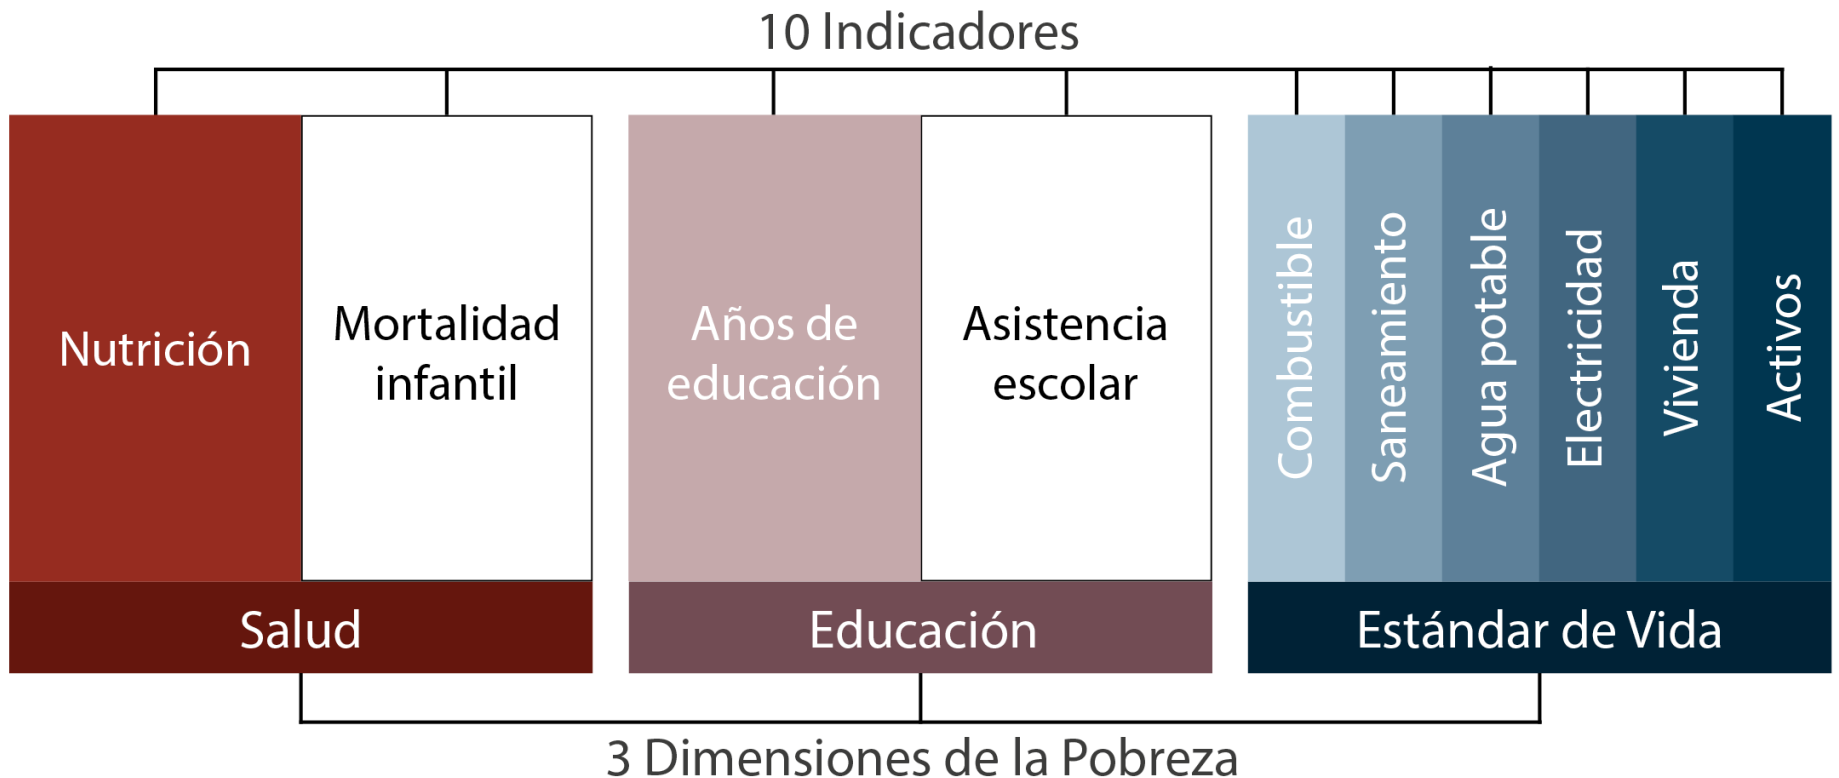 10 Indicadores
Nutrición
Mortalidad
infantil
Años de
educación
Asistencia
escolar
Combustible
Saneamiento
Agua potable
Electricidad
Vivienda
Activos
Salud
Educación
Estándar de Vida
3 Dimensiones de la Pobreza